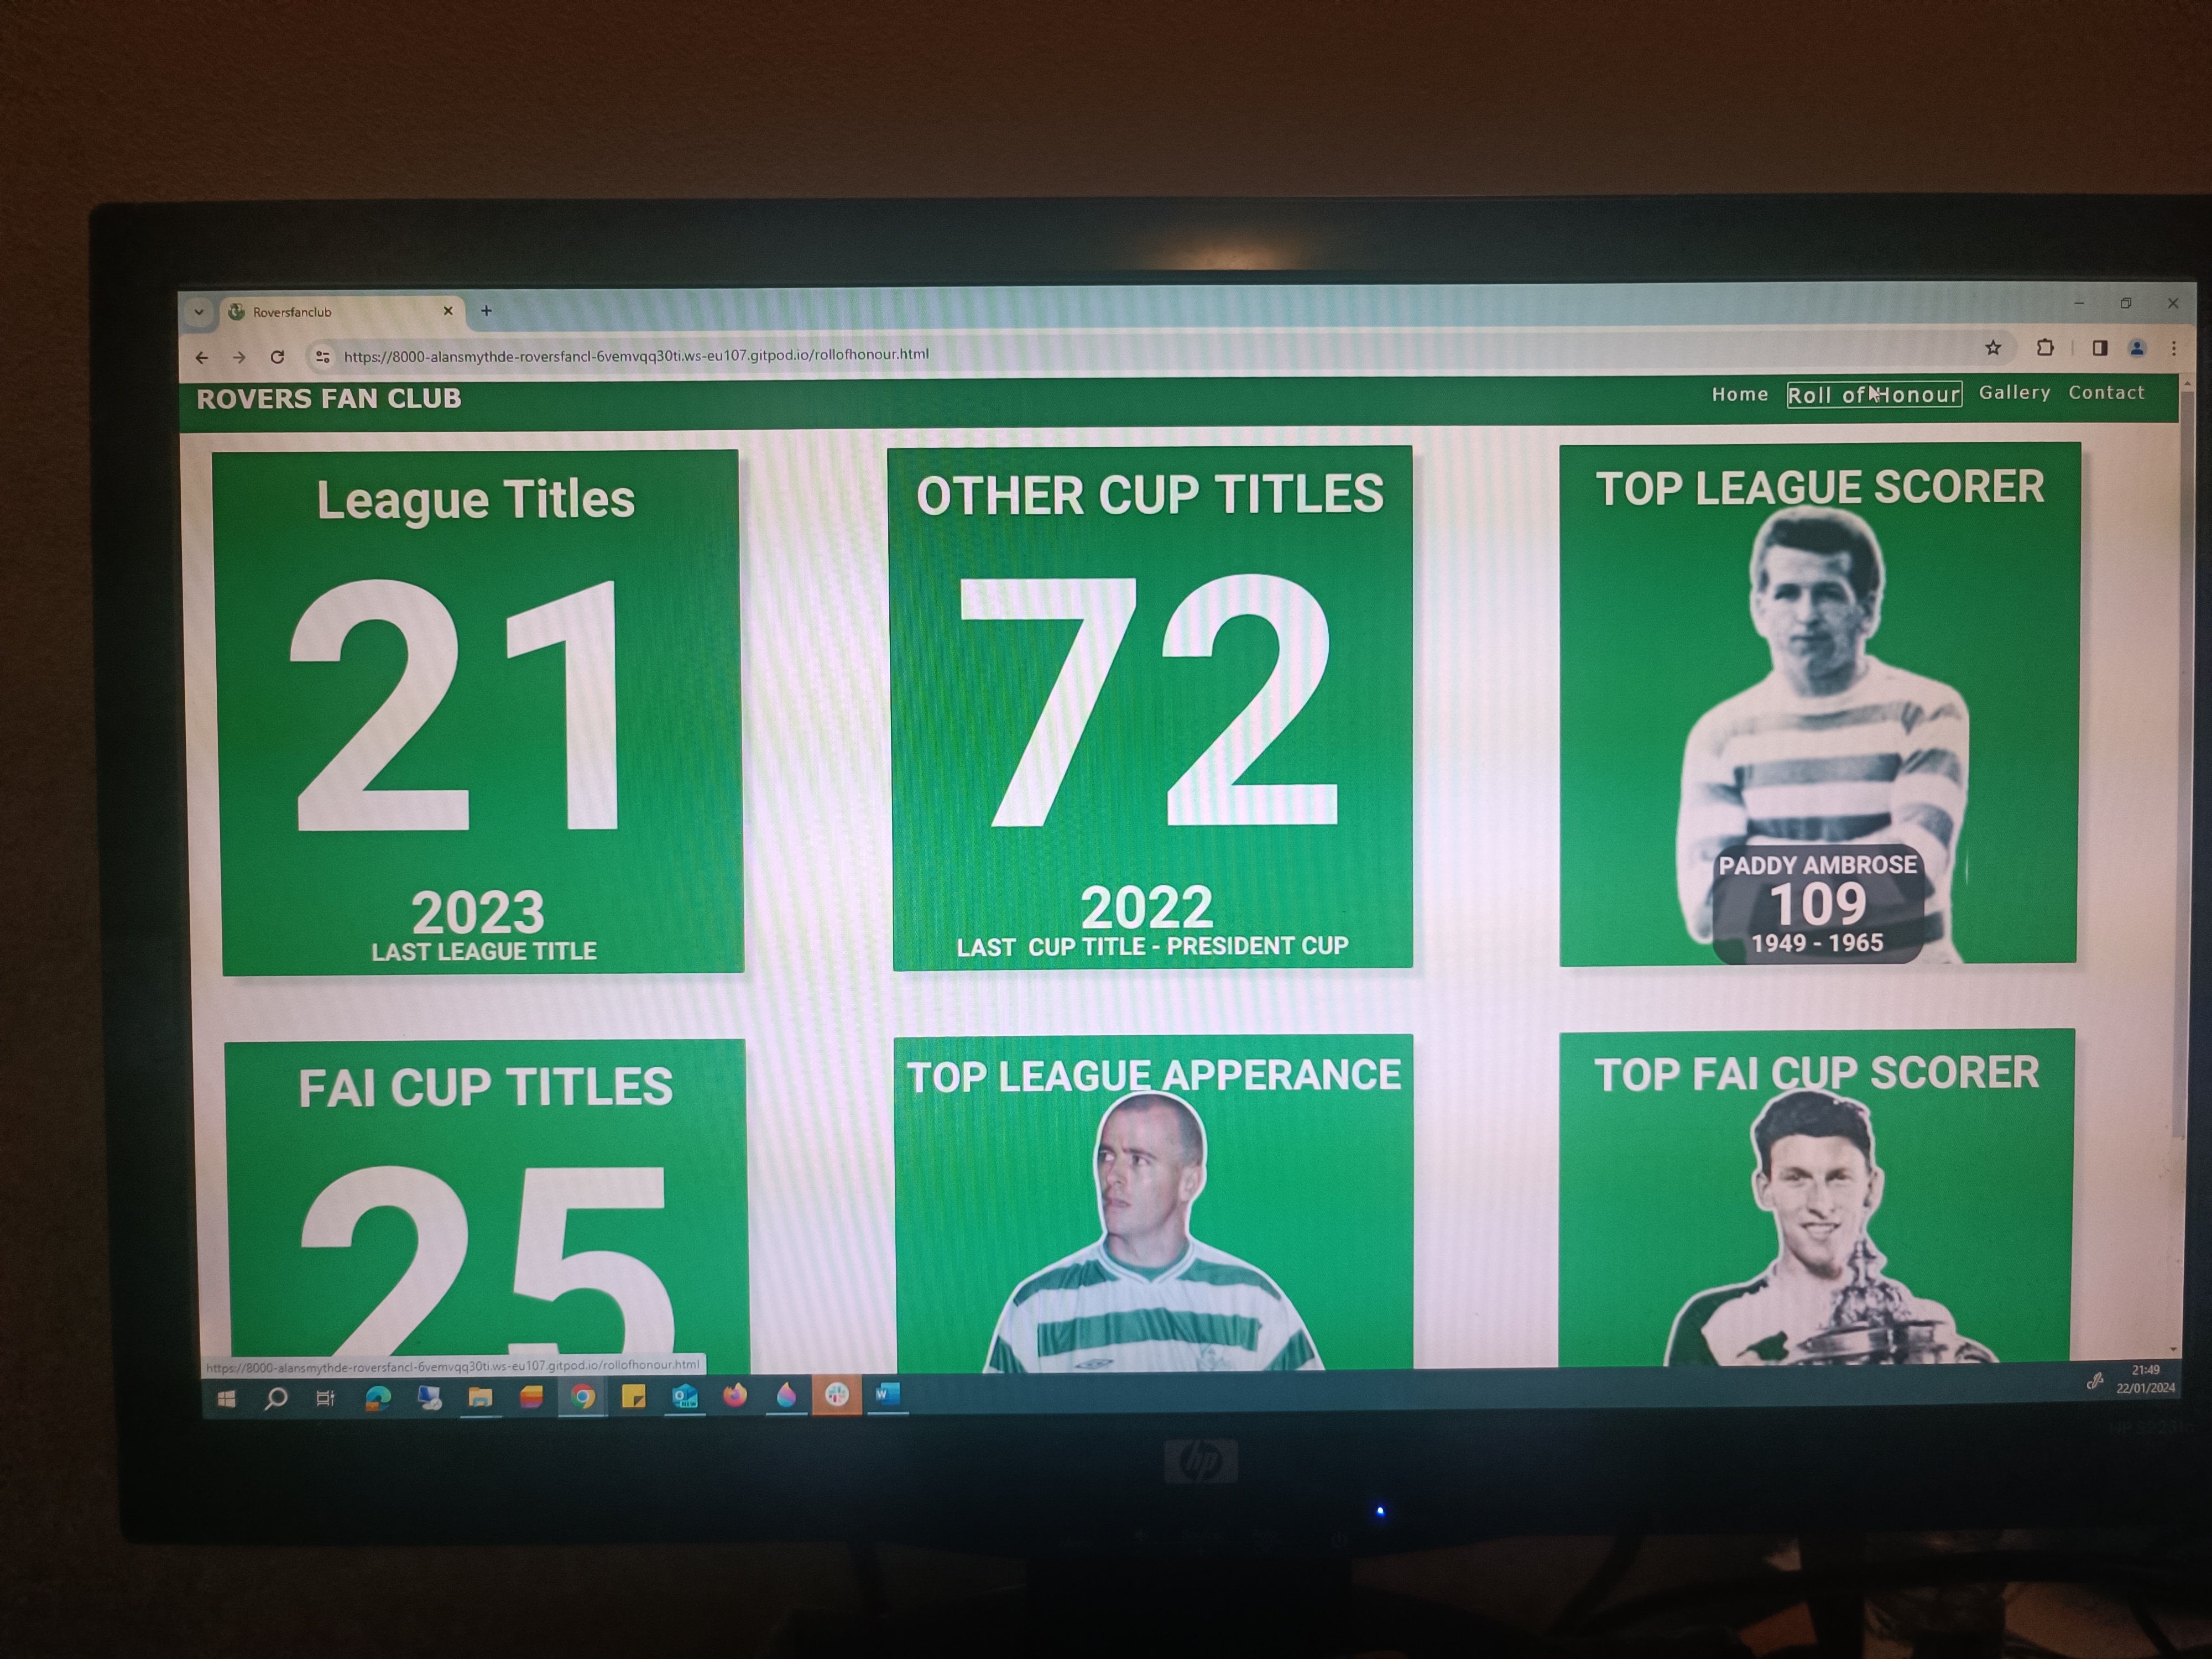 Roversfanclub
https://8000-alansmythde-roversfancl-6vemvqq30ti.ws-eu107.gitpod.io/rollofhonour.html
ROVERS FAN CLUB
Home Roll of Honour Gallery Contact
League Titles
21
2023
LAST LEAGUE TITLE
OTHER CUP TITLES
72
2022
LAST CUP TITLE - PRESIDENT CUP
TOP LEAGUE SCORER
PADDY AMBROSE
109
1949 - 1965
FAI CUP TITLES
25
TOP LEAGUE APPERANCE
TOP FAI CUP SCORER
https://8000-alansmythde-roversfancl-6vemvqq30ti.ws-eu107.gitpod.io/rollofhonour.html
21:49
22/01/2024
hp